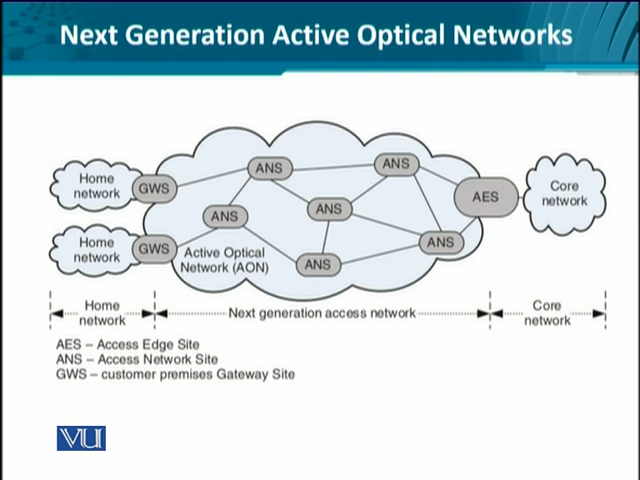 Next Generation Active Optical Networks
Home
network
GWS
ANS
ANS
AES
Core
network
ANS
ANS
Home
network
GWS
Active Optical
Network (AON)
ANS
ANS
Home
network
Next generation access network
Core
network
AES – Access Edge Site
ANS – Access Network Site
GWS – customer premises Gateway Site
VU